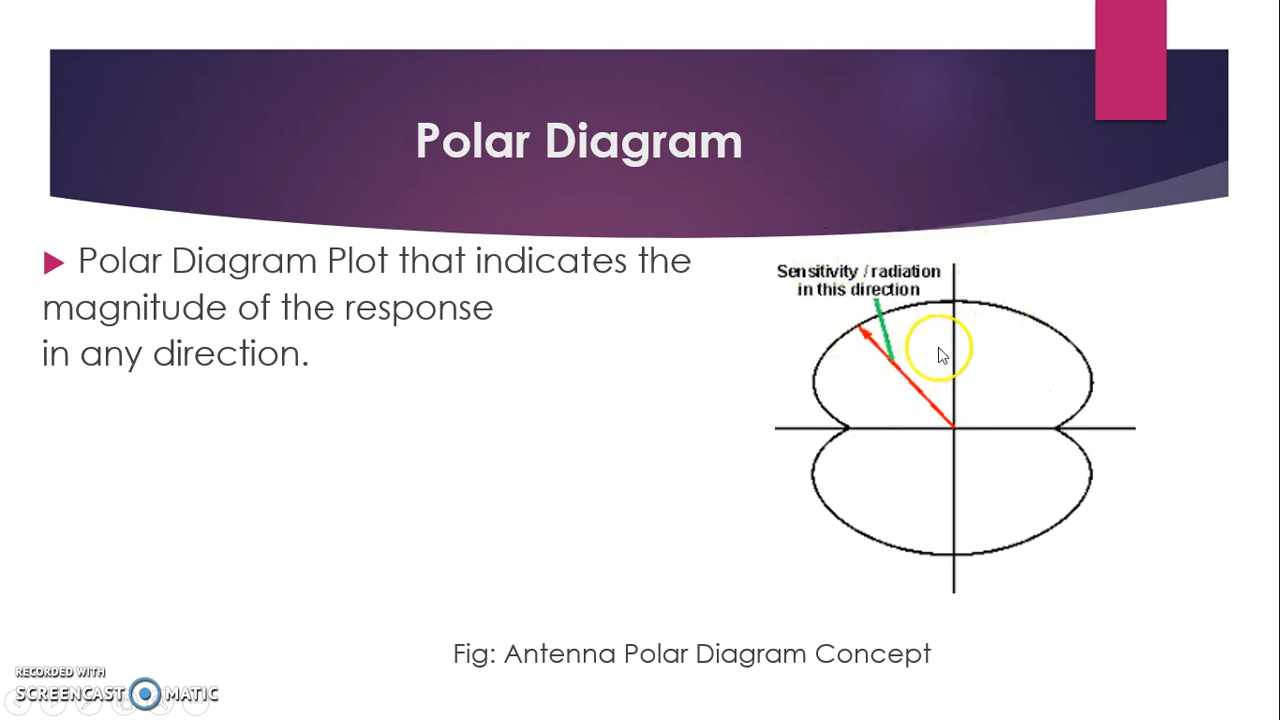 Polar Diagram
Polar Diagram Plot that indicates the
magnitude of the response
in any direction.
Sensitivity / radiation
in this direction
Fig: Antenna Polar Diagram Concept
RECORDED WITH
SCREENCAST MATIC